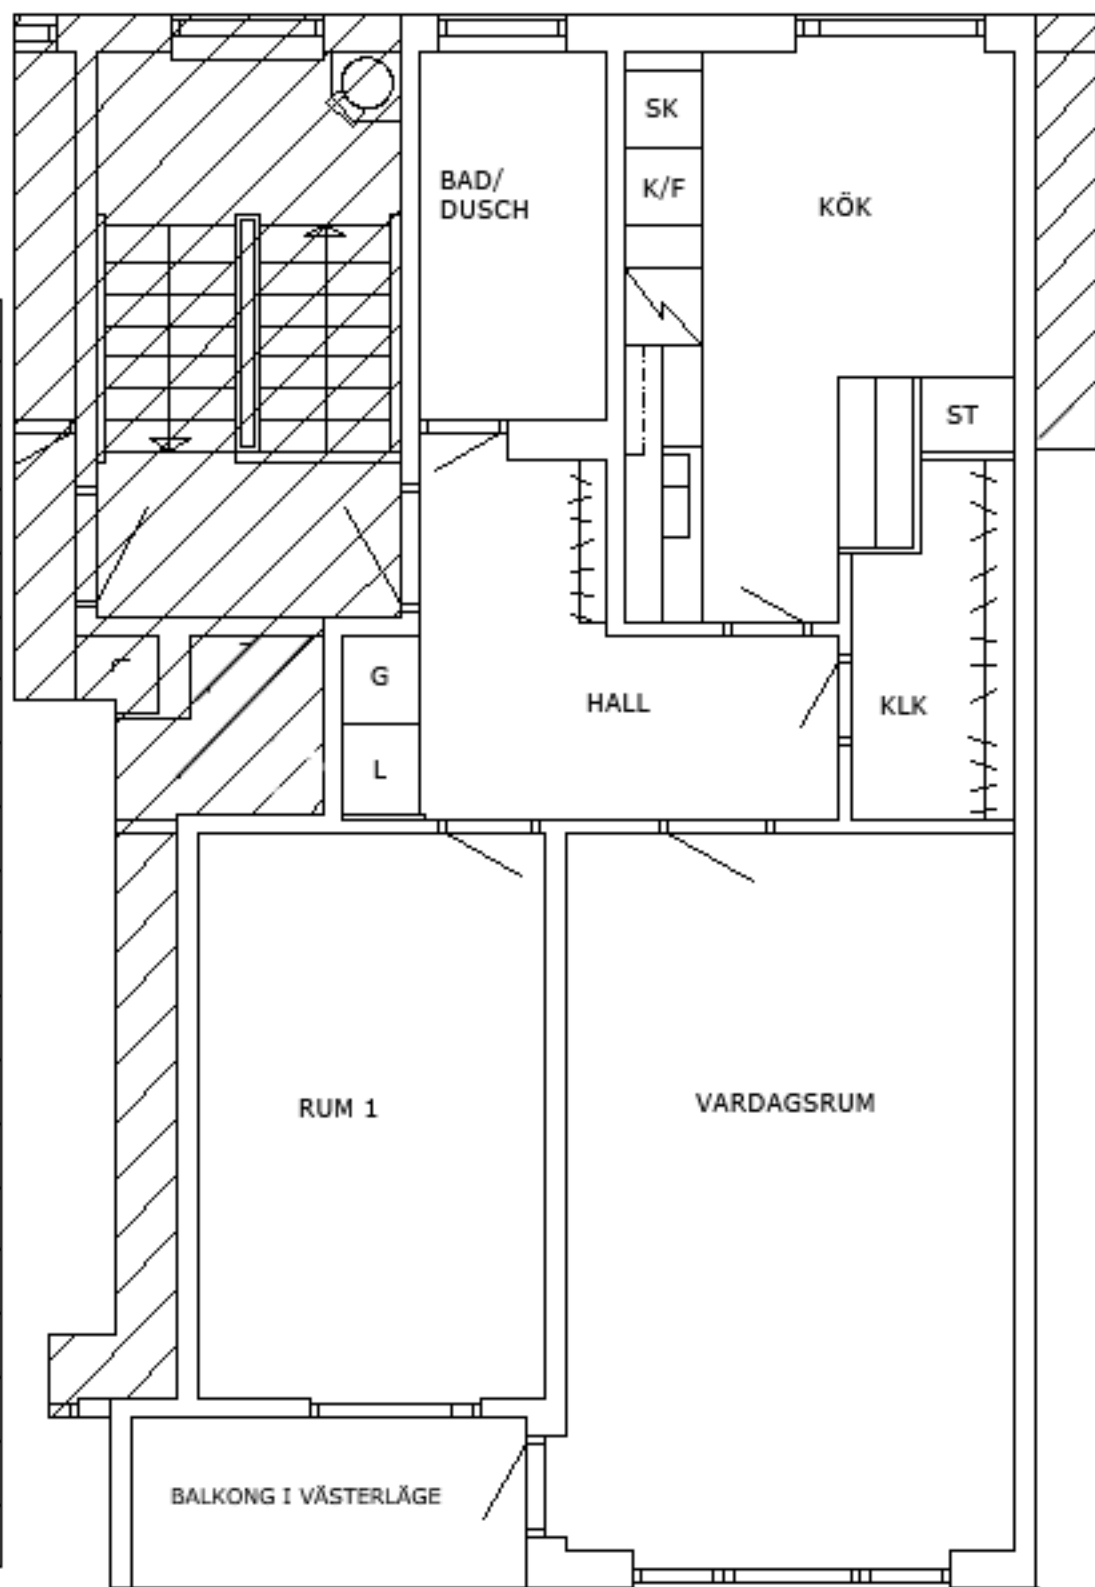 SK
BAD/
DUSCH
K/F
KÖK
ST
G
HALL
KLK
L
RUM 1
VARDAGSRUM
BALKONG I VÄSTERLÄGE